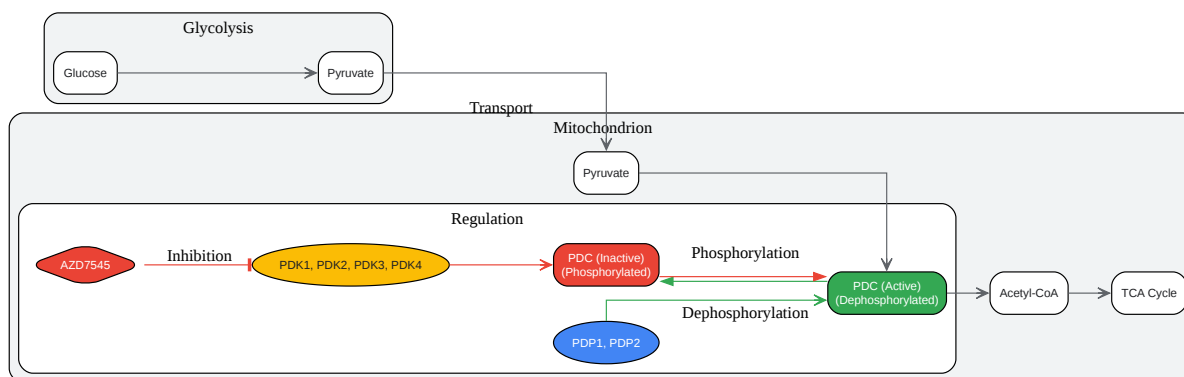 Glycolysis
Glucose
Pyruvate
Transport
Mitochondrion
Pyruvate
Regulation
AZD7545
Inhibition
PDK1, PDK2, PDK3, PDK4
PDC (Inactive)
(Phosphorylated)
Phosphorylation
PDC (Active)
(Dephosphorylated)
Dephosphorylation
PDP1, PDP2
Acetyl-CoA
TCA Cycle